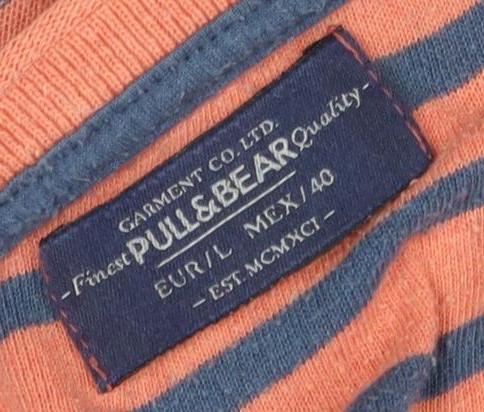 GARMENT CO. LTD.
-Finest PULL&BEAR Quality-
EUR/L MEX/40
- EST. MCMXCI -